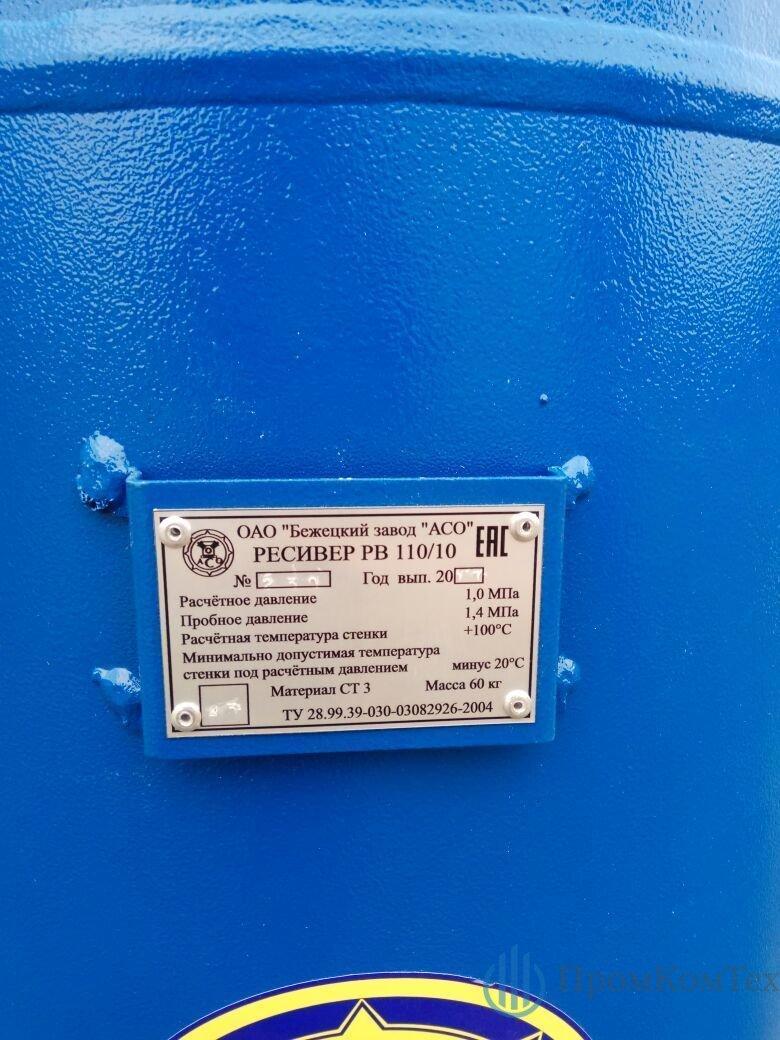 ОАО "Бежецкий завод "АСО"
РЕСИВЕР РВ 110/10
EAC
АСО
№ Год вып. 20
Расчётное давление 1,0 МПа
Пробное давление 1,4 МПа
Расчётная температура стенки +100°С
Минимально допустимая температура
стенки под расчётным давлением минус 20°С
Материал СТ 3 Масса 60 кг
ТУ 28.99.39-030-03082926-2004
ПромКомТех